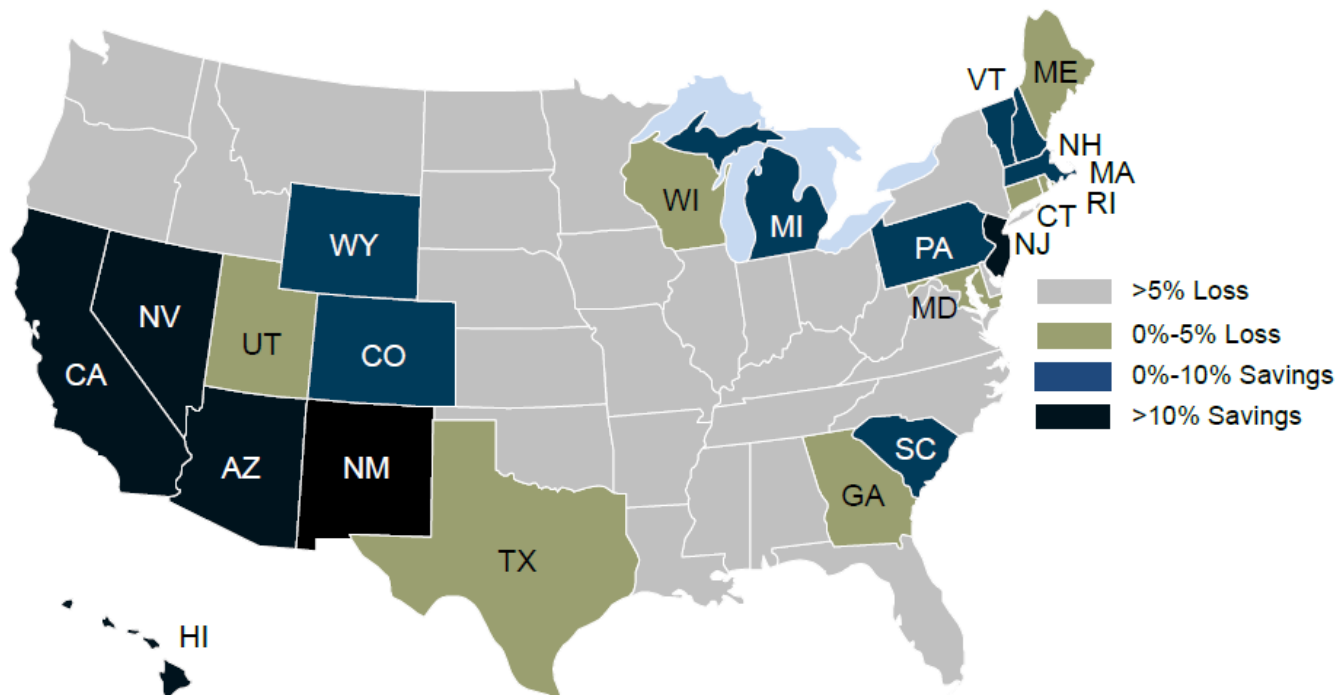 VT
ME
NH
MA
RI
CT
NJ
WI
MI
PA
WY
MD
NV
UT
CO
CA
AZ
NM
SC
GA
TX
HI
>5% Loss
0%-5% Loss
0%-10% Savings
>10% Savings